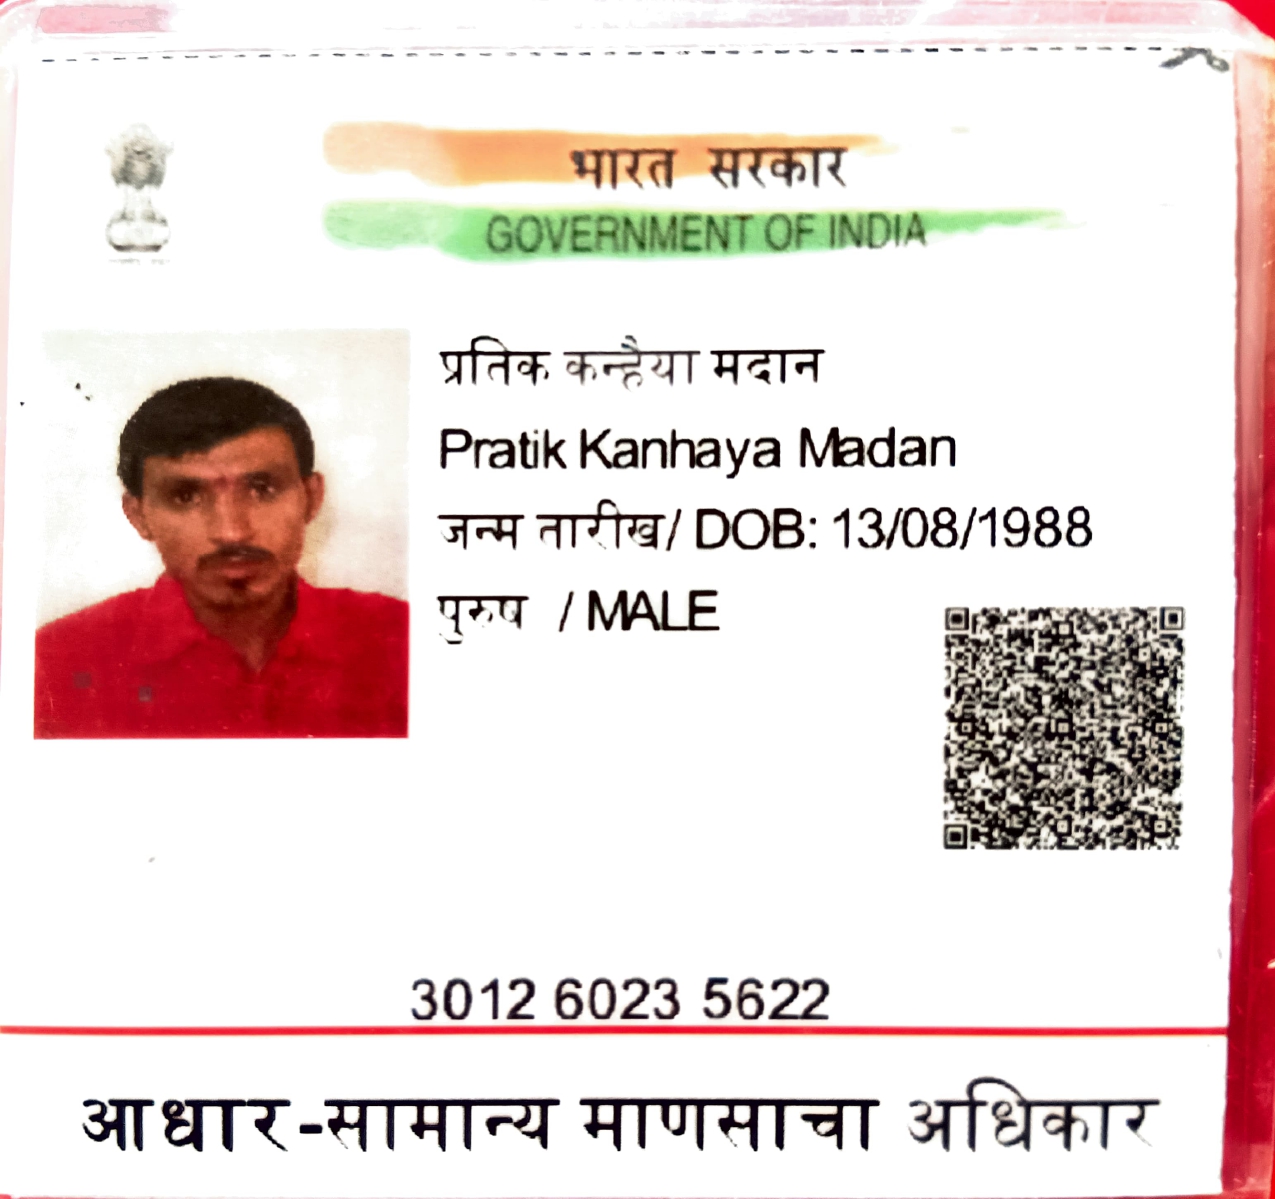 भारत सरकार
GOVERNMENT OF INDIA
प्रतिक कन्हैया मदान
Pratik Kanhaya Madan
जन्म तारीख/ DOB: 13/08/1988
पुरुष / MALE
3012 6023 5622
आधार-सामान्य माणसाचा अधिकार